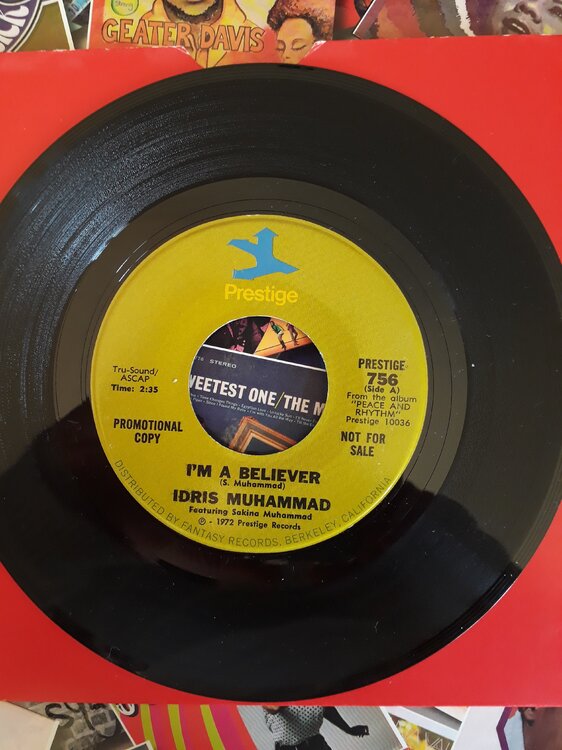 GEATER DAVIS
Prestige
Tru-Sound/
ASCAP
Time: 2:35
PROMOTIONAL
COPY
PRESTIGE
756
(Side A)
From the album
"PEACE AND
RHYTHM"
Prestige 10036
NOT FOR
SALE
STEREO
WEETEST ONE/THE M
I'M A BELIEVER
(S. Muhammad)
IDRIS MUHAMMAD
Featuring Sakina Muhammad
℗ - 1972 Prestige Records
DISTRIBUTED BY FANTASY RECORDS, BERKELEY, CALIFORNIA